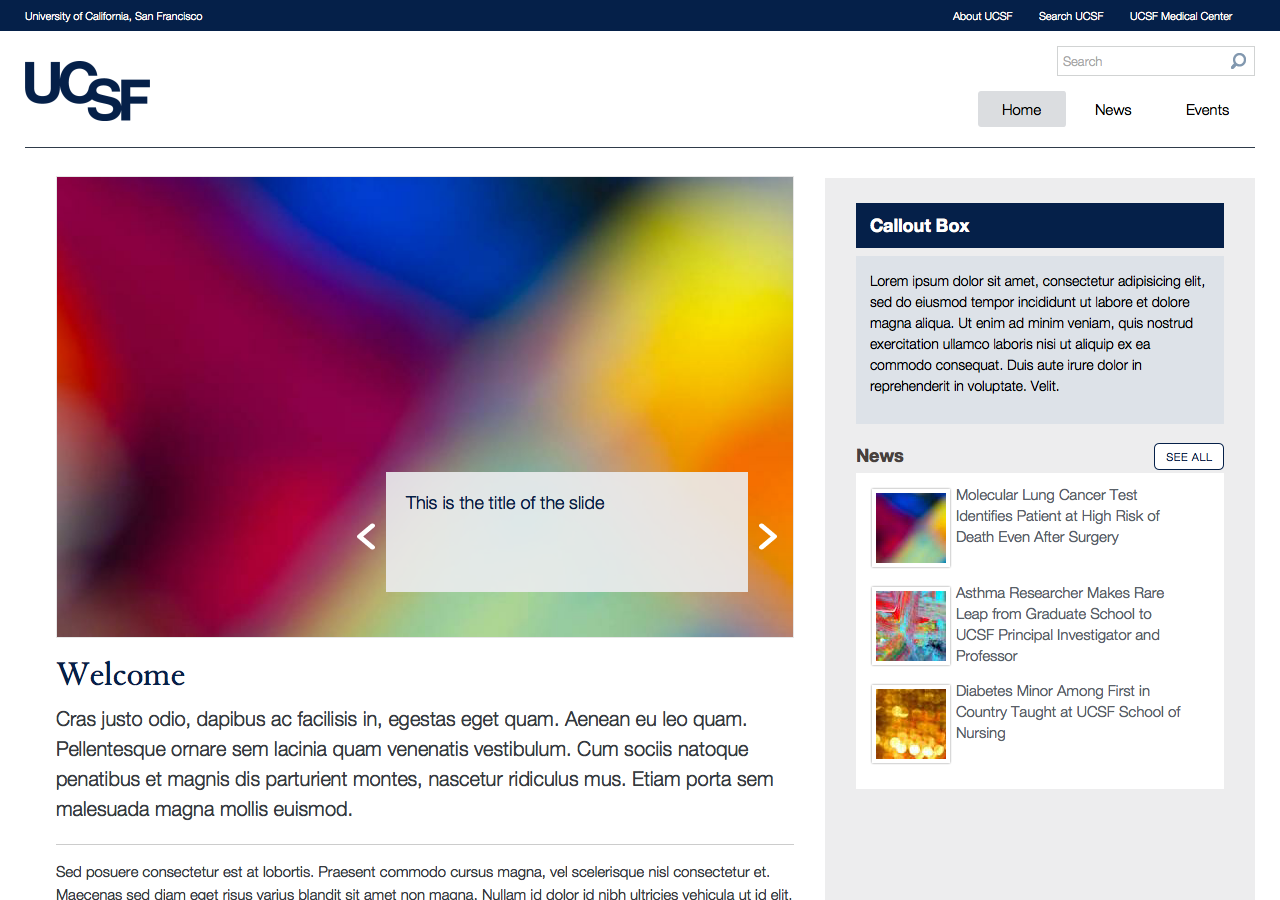 University of California, San Francisco
About UCSF
Search UCSF
UCSF Medical Center
UCSF
Search
Home
News
Events
This is the title of the slide
Welcome
Cras justo odio, dapibus ac facilisis in, egestas eget quam. Aenean eu leo quam.
Pellentesque ornare sem lacinia quam venenatis vestibulum. Cum sociis natoque
penatibus et magnis dis parturient montes, nascetur ridiculus mus. Etiam porta sem
malesuada magna mollis euismod.
Sed posuere consectetur est at lobortis. Praesent commodo cursus magna, vel scelerisque nisl consectetur et.
Maecenas sed diam eget risus varius blandit sit amet non magna. Nullam id dolor id nibh ultricies vehicula ut id elit.
Callout Box
Lorem ipsum dolor sit amet, consectetur adipisicing elit,
sed do eiusmod tempor incididunt ut labore et dolore
magna aliqua. Ut enim ad minim veniam, quis nostrud
exercitation ullamco laboris nisi ut aliquip ex ea
commodo consequat. Duis aute irure dolor in
reprehenderit in voluptate. Velit.
News
SEE ALL
Molecular Lung Cancer Test
Identifies Patient at High Risk of
Death Even After Surgery
Asthma Researcher Makes Rare
Leap from Graduate School to
UCSF Principal Investigator and
Professor
Diabetes Minor Among First in
Country Taught at UCSF School of
Nursing